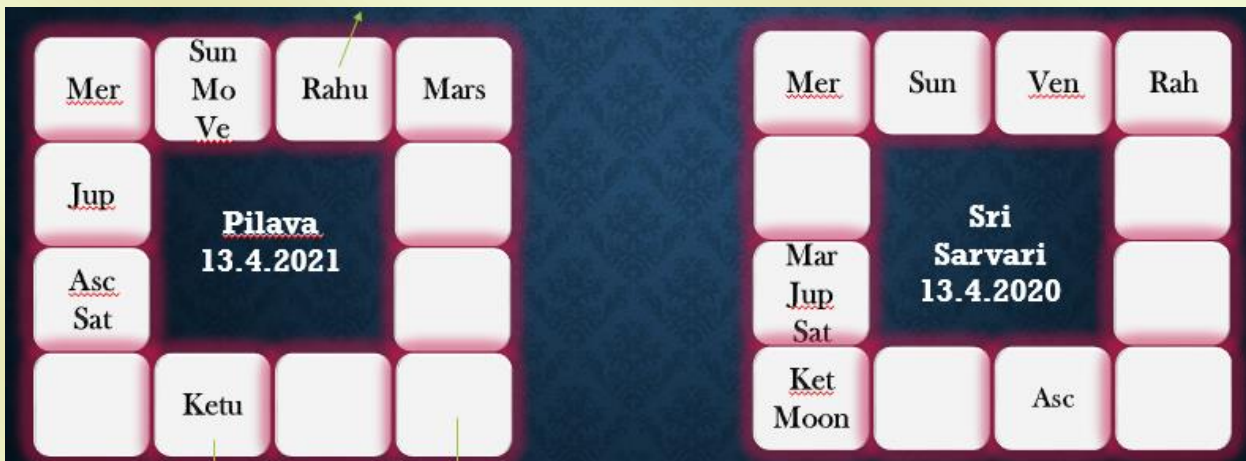 Mer
Sun
Mo
Ve
Rahu
Mars
Jup
Pilava
13.4.2021
Asc
Sat
Ketu
Mer
Sun
Ven
Rah
Sri
Sarvari
13.4.2020
Mar
Jup
Sat
Ket
Moon
Asc